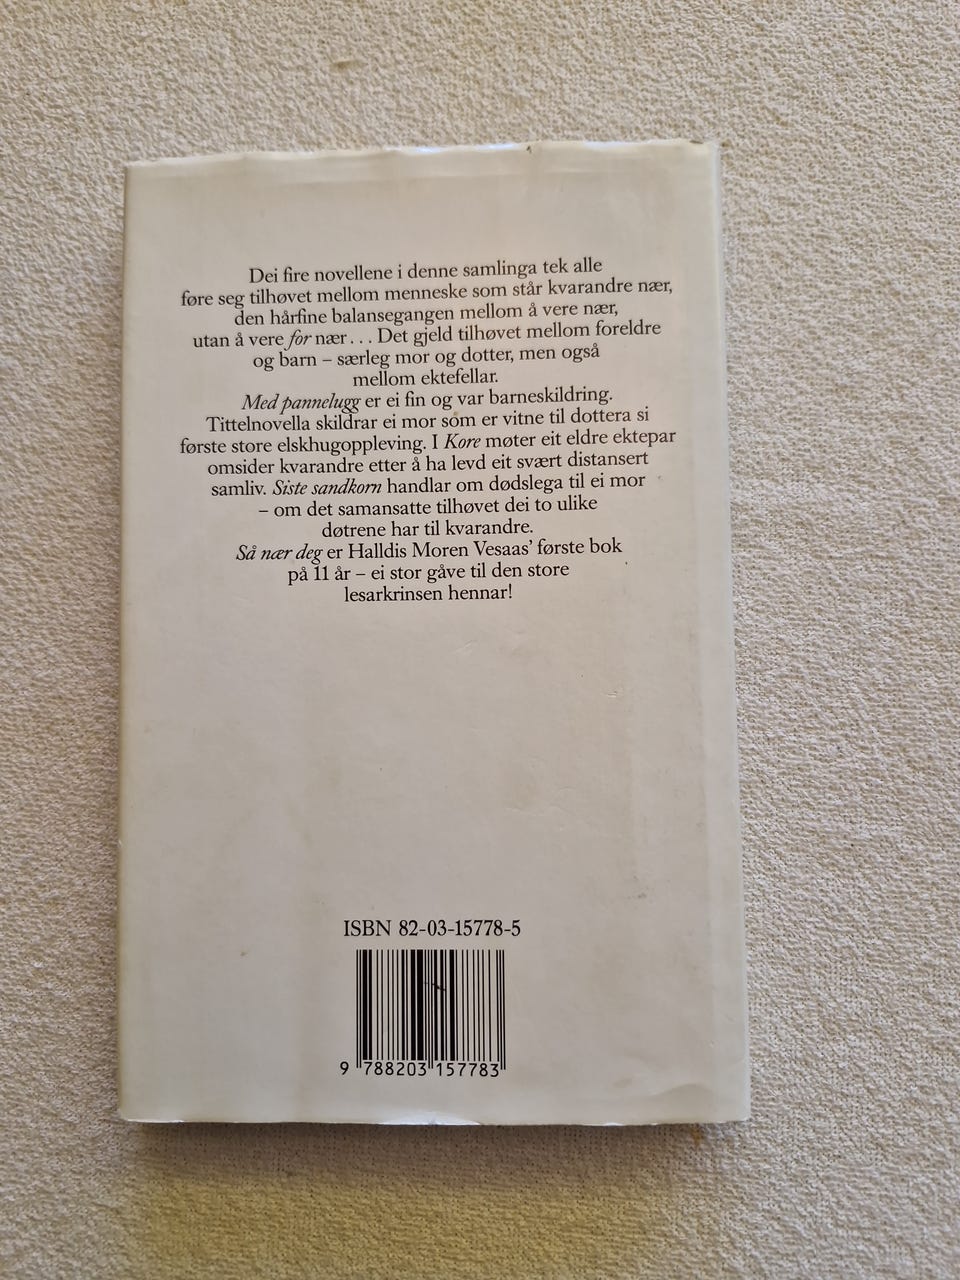 Dei fire novellene i denne samlinga tek alle
føre seg tilhøvet mellom menneske som står kvarandre nær,
den hårfine balansegangen mellom å vere nær,
utan å vere for nær . . . Det gjeld tilhøvet mellom foreldre
og barn – særleg mor og dotter, men også
mellom ektefellar.
Med pannelugg er ei fin og var barneskildring.
Tittelnovella skildrar ei mor som er vitne til dottera si
første store elskhugoppleving. I Kore møter eit eldre ektepar
omsider kvarandre etter å ha levd eit svært distansert
samliv. Siste sandkorn handlar om dødslega til ei mor
– om det samansatte tilhøvet dei to ulike
døtrene har til kvarandre.
Så nær deg er Halldis Moren Vesaas’ første bok
på 11 år – ei stor gåve til den store
lesarkrinsen hennar!
ISBN 82-03-15778-5
9 788203 157783